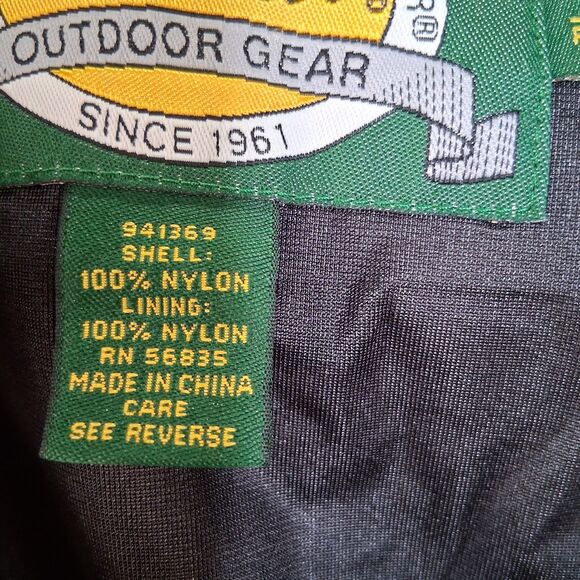 OUTDOOR GEAR
SINCE 1961
941369
SHELL:
100% NYLON
LINING:
100% NYLON
RN 56835
MADE IN CHINA
CARE
SEE REVERSE